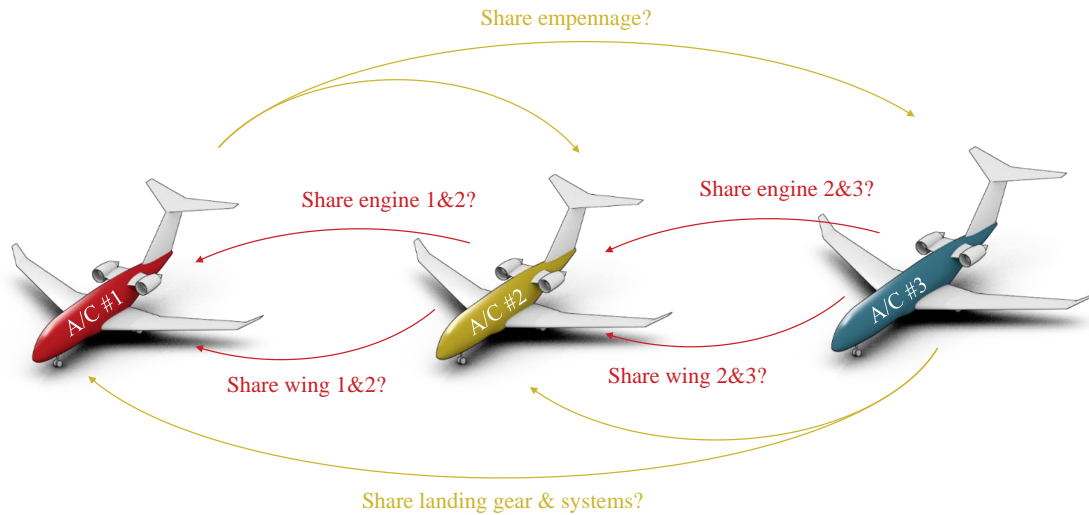 Share empennage?
Share engine 1&2?
Share engine 2&3?
A/C #1
A/C #2
A/C #3
Share wing 1&2?
Share wing 2&3?
Share landing gear & systems?